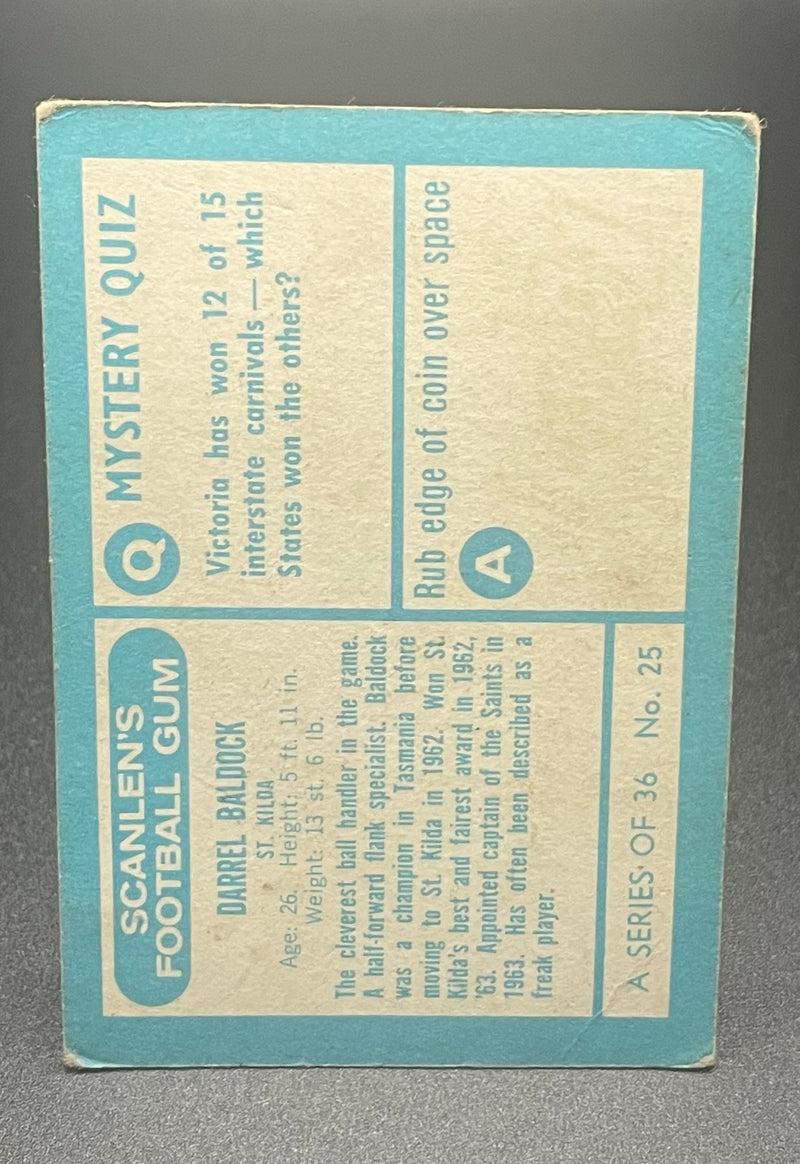 SCANLEN'S
FOOTBALL GUM
DARREL BALDOCK
ST. KILDA
Age: 26. Height: 5 ft. 11 in.
Weight: 13 st. 6 lb.
The cleverest ball handler in the game.
A half-forward flank specialist. Baldock
was a champion in Tasmania before
moving to St. Kilda in 1962. Won St.
Kilda's best and fairest award in 1962,
'63. Appointed captain of the Saints in
1963. Has often been described as a
freak player.
A SERIES OF 36 No. 25
Q MYSTERY QUIZ
Victoria has won 12 of 15
interstate carnivals — which
States won the others?
Rub edge of coin over space
A